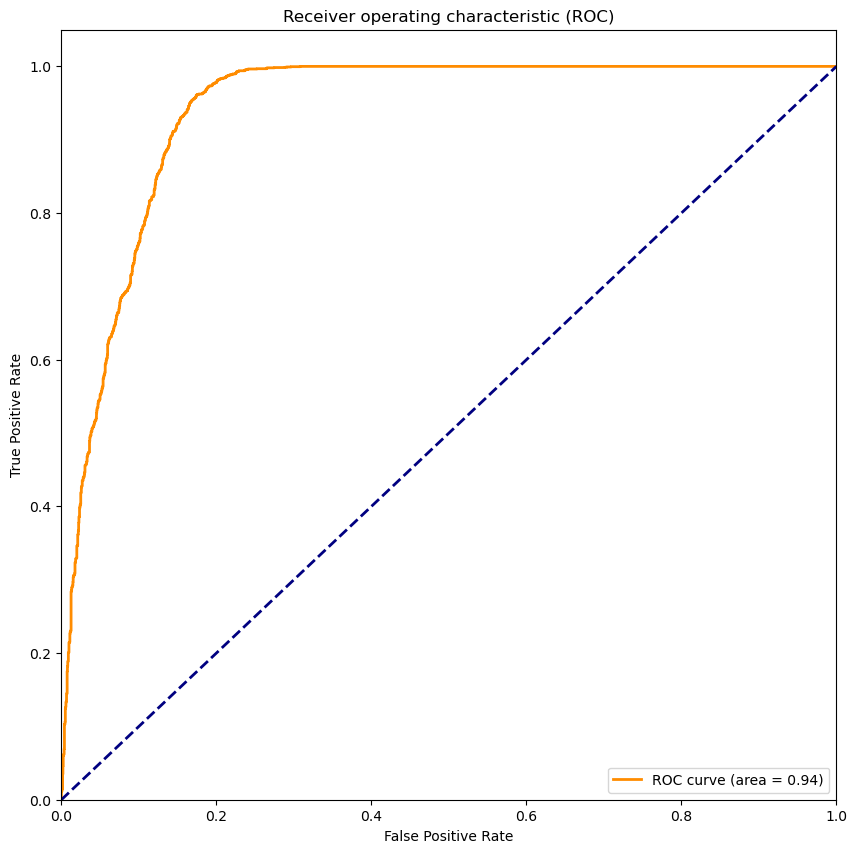 Receiver operating characteristic (ROC)
1.0
0.8
0.6
0.4
0.2
0.0
True Positive Rate
ROC curve (area = 0.94)
0.0 0.2 0.4 0.6 0.8 1.0
False Positive Rate